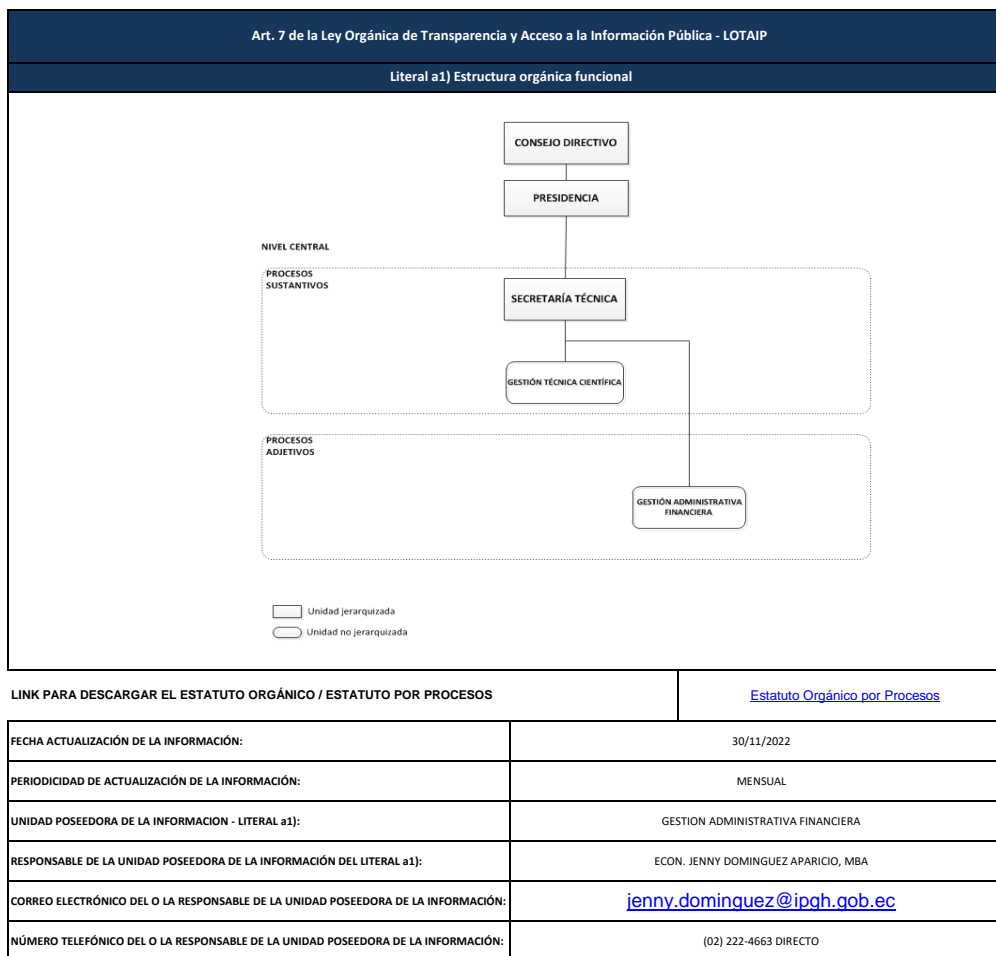 Art. 7 de la Ley Orgánica de Transparencia y Acceso a la Información Pública - LOTAIP
Literal a1) Estructura orgánica funcional
CONSEJO DIRECTIVO
PRESIDENCIA
NIVEL CENTRAL
PROCESOS
SUSTANTIVOS
SECRETARÍA TÉCNICA
GESTIÓN TÉCNICA CIENTÍFICA
PROCESOS
ADJETIVOS
GESTIÓN ADMINISTRATIVA
FINANCIERA
Unidad jerarquizada
Unidad no jerarquizada
LINK PARA DESCARGAR EL ESTATUTO ORGÁNICO / ESTATUTO POR PROCESOS
Estatuto Orgánico por Procesos
FECHA ACTUALIZACIÓN DE LA INFORMACIÓN:
30/11/2022
PERIODICIDAD DE ACTUALIZACIÓN DE LA INFORMACIÓN:
MENSUAL
UNIDAD POSEEDORA DE LA INFORMACION - LITERAL a1):
GESTION ADMINISTRATIVA FINANCIERA
RESPONSABLE DE LA UNIDAD POSEEDORA DE LA INFORMACIÓN DEL LITERAL a1):
ECON. JENNY DOMINGUEZ APARICIO, MBA
CORREO ELECTRÓNICO DEL O LA RESPONSABLE DE LA UNIDAD POSEEDORA DE LA INFORMACIÓN:
jenny.dominguez@ipgh.gob.ec
NÚMERO TELEFÓNICO DEL O LA RESPONSABLE DE LA UNIDAD POSEEDORA DE LA INFORMACIÓN:
(02) 222-4663 DIRECTO